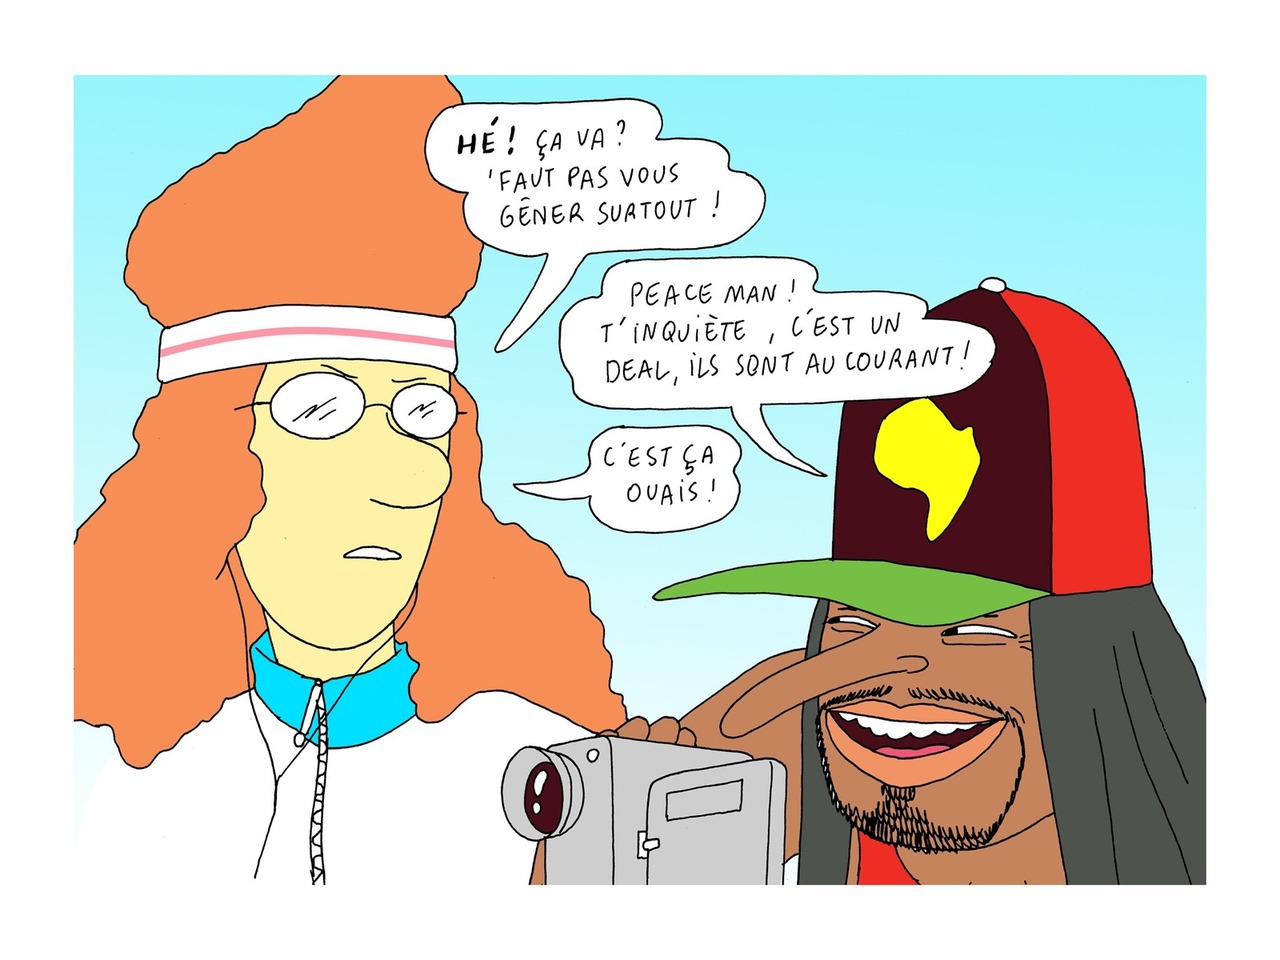 HÉ! ÇA VA?
'FAUT PAS VOUS
GÊNER SURTOUT !
PEACE MAN !
T'INQUIÈTE , C'EST UN
DEAL, ILS SONT AU COURANT !
C'EST ÇA
OUAIS !